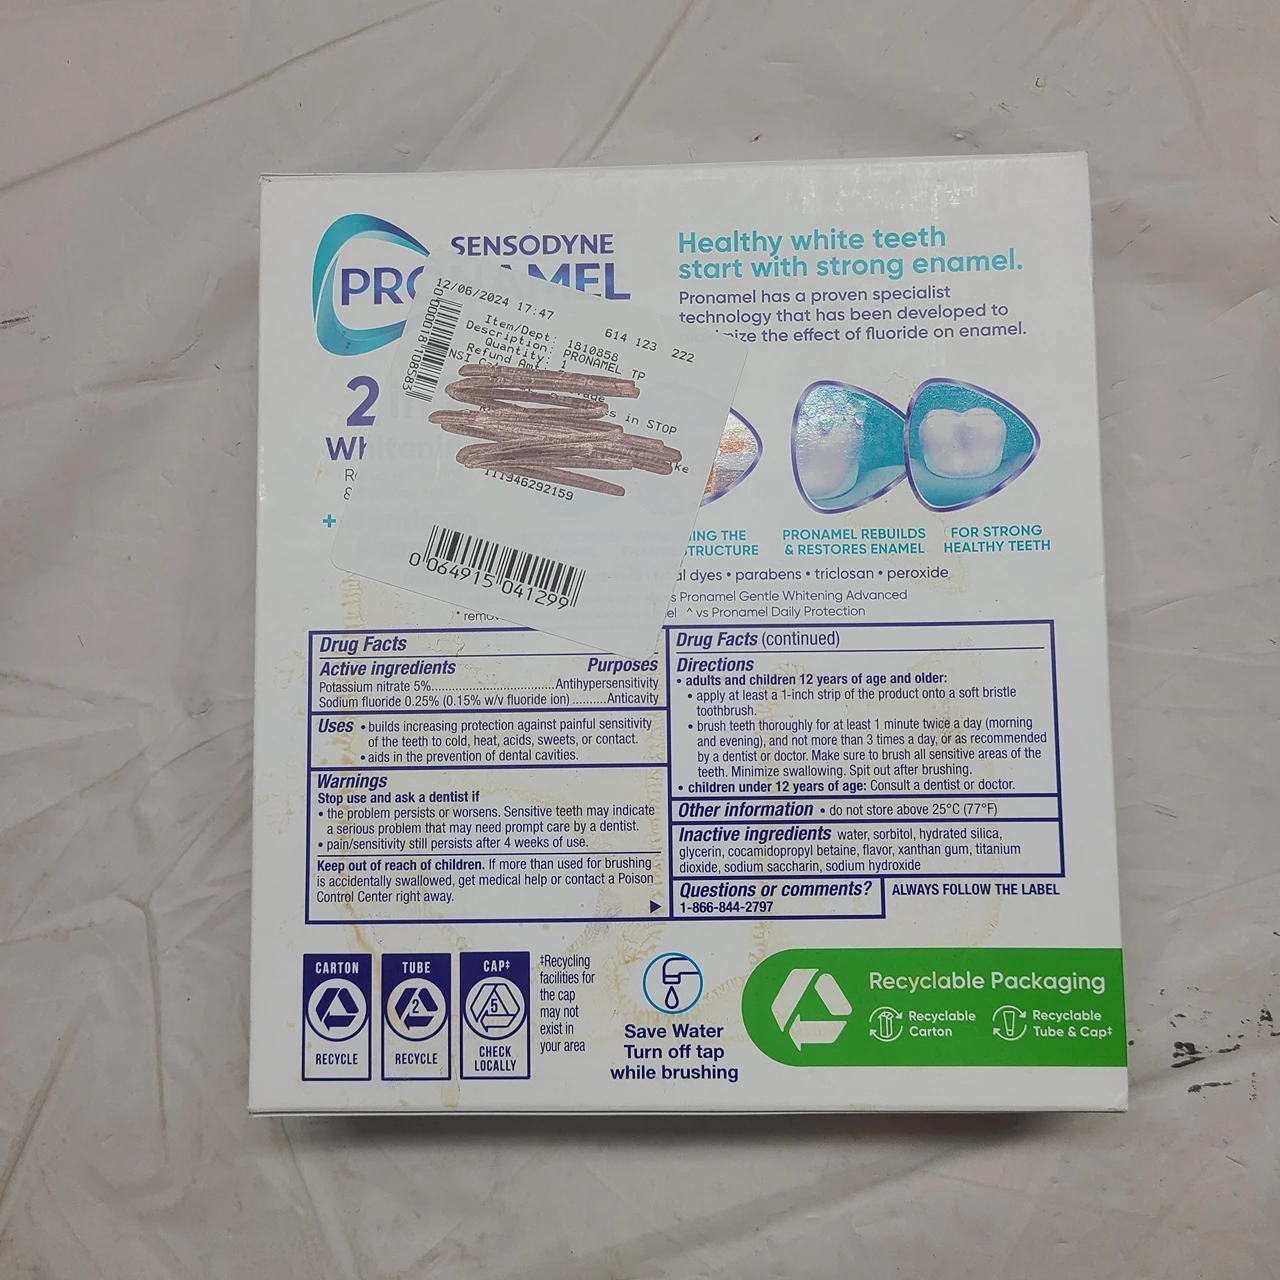 SENSODYNE
PRONAMEL
Healthy white teeth
start with strong enamel.
Pronamel has a proven specialist
technology that has been developed to
the effect of fluoride on enamel.
12/06/2024 17:47
614 123 222
Item/Dept: 1810858
Description: PRONAMEL TP
Quantity: 1
Refund Amt:
in STOP
111946292159
0 064915 041299
2
+
ING THE
STRUCTURE
PRONAMEL REBUILDS
& RESTORES ENAMEL
FOR STRONG
HEALTHY TEETH
dyes • parabens • triclosan • peroxide
Pronamel Gentle Whitening Advanced
^ vs Pronamel Daily Protection
Drug Facts
Active ingredients Purposes
Potassium nitrate 5%..................................Antihypersensitivity
Sodium fluoride 0.25% (0.15% w/v fluoride ion)..........Anticavity
Uses • builds increasing protection against painful sensitivity
of the teeth to cold, heat, acids, sweets, or contact.
• aids in the prevention of dental cavities.
Warnings
Stop use and ask a dentist if
• the problem persists or worsens. Sensitive teeth may indicate
a serious problem that may need prompt care by a dentist.
• pain/sensitivity still persists after 4 weeks of use.
Keep out of reach of children. If more than used for brushing
is accidentally swallowed, get medical help or contact a Poison
Control Center right away.
Drug Facts (continued)
Directions
• adults and children 12 years of age and older:
• apply at least a 1-inch strip of the product onto a soft bristle
toothbrush.
• brush teeth thoroughly for at least 1 minute twice a day (morning
and evening), and not more than 3 times a day, or as recommended
by a dentist or doctor. Make sure to brush all sensitive areas of the
teeth. Minimize swallowing. Spit out after brushing.
• children under 12 years of age: Consult a dentist or doctor.
Other information • do not store above 25°C (77°F)
Inactive ingredients water, sorbitol, hydrated silica,
glycerin, cocamidopropyl betaine, flavor, xanthan gum, titanium
dioxide, sodium saccharin, sodium hydroxide
Questions or comments?
1-866-844-2797
ALWAYS FOLLOW THE LABEL
CARTON
RECYCLE
TUBE
2
RECYCLE
CAP‡
5
CHECK
LOCALLY
‡Recycling
facilities for
the cap
may not
exist in
your area
Save Water
Turn off tap
while brushing
Recyclable Packaging
Recyclable
Carton
Recyclable
Tube & Cap‡